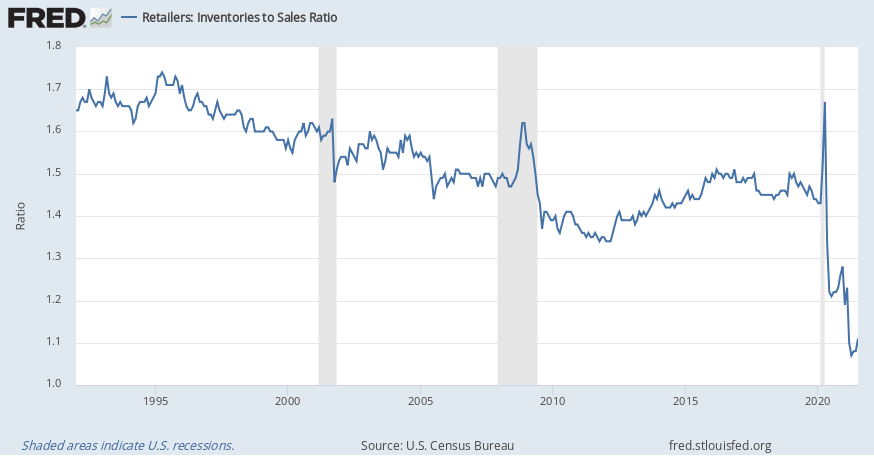 FRED
Retailers: Inventories to Sales Ratio
1.8
1.7
1.6
1.5
1.4
1.3
1.2
1.1
1.0
Ratio
1995 2000 2005 2010 2015 2020
Shaded areas indicate U.S. recessions. Source: U.S. Census Bureau fred.stlouisfed.org